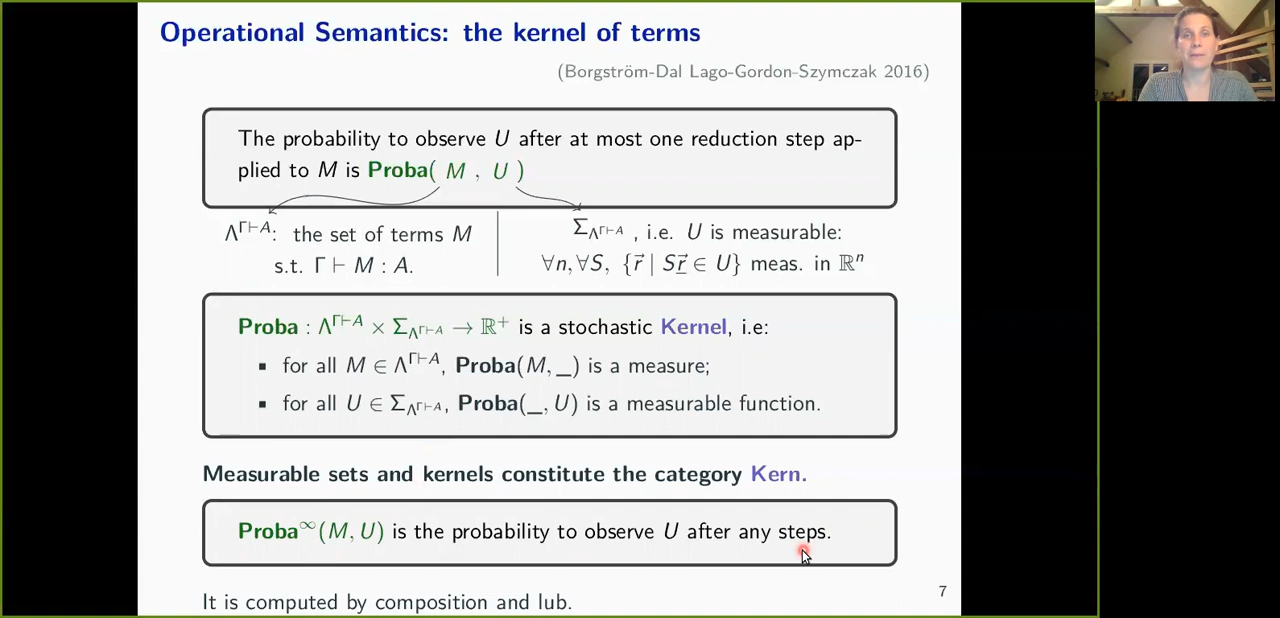 Operational Semantics: the kernel of terms
(Borgström-Dal Lago-Gordon-Szymczak 2016)
The probability to observe U after at most one reduction step ap-
plied to M is Proba( M , U )
Λ^{Γ⊢A}: the set of terms M
s.t. Γ ⊢ M : A.
Σ_{Λ^{Γ⊢A}} , i.e. U is measurable:
∀n, ∀S, {r⃗ | Sr⃗ ∈ U} meas. in ℝⁿ
Proba : Λ^{Γ⊢A} × Σ_{Λ^{Γ⊢A}} → ℝ⁺ is a stochastic Kernel, i.e:
▪ for all M ∈ Λ^{Γ⊢A}, Proba(M, _) is a measure;
▪ for all U ∈ Σ_{Λ^{Γ⊢A}}, Proba(_, U) is a measurable function.
Measurable sets and kernels constitute the category Kern.
Proba^∞(M, U) is the probability to observe U after any steps.
It is computed by composition and lub.
7